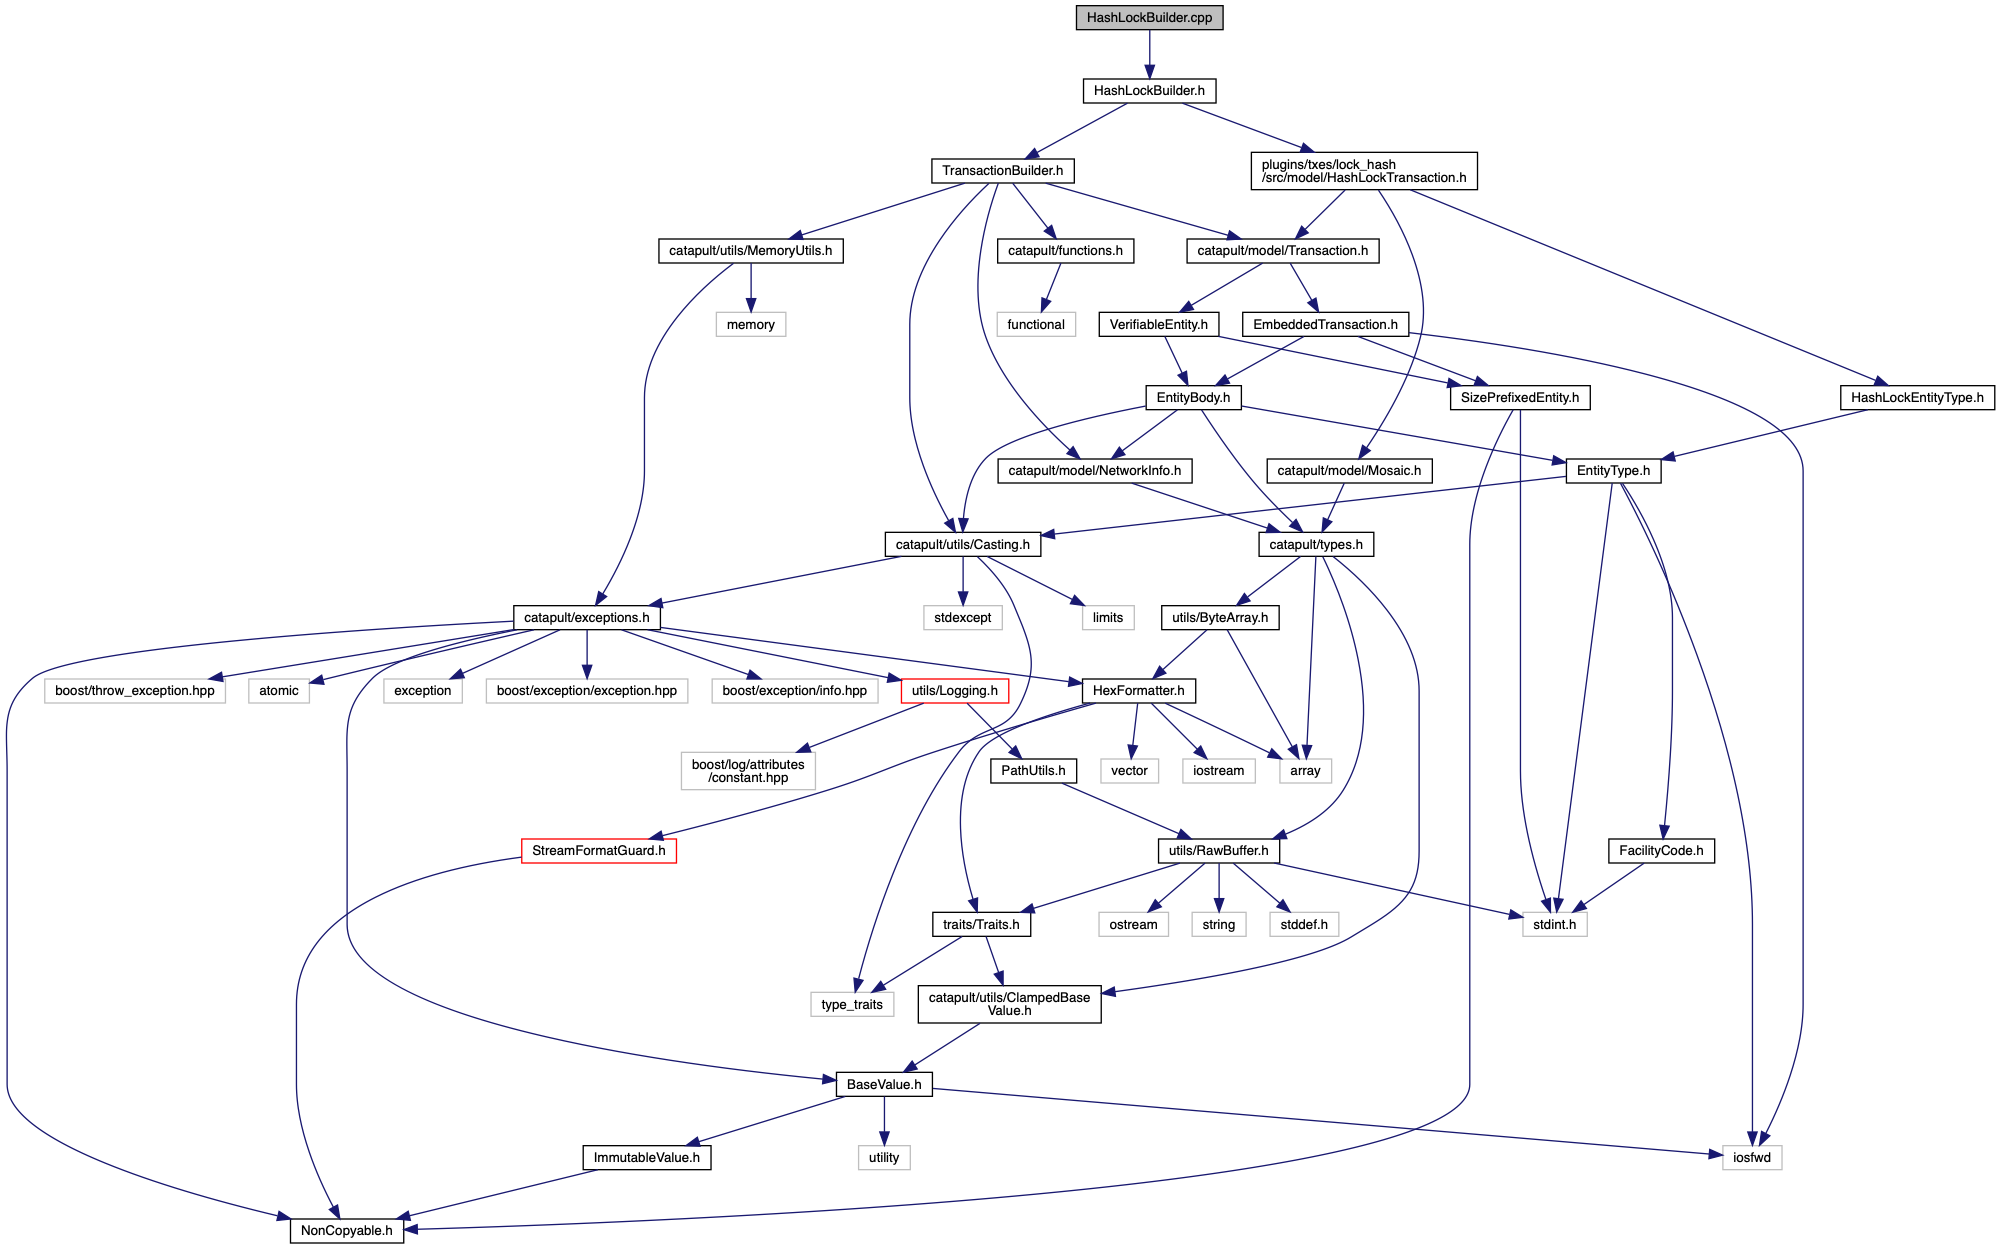 HashLockBuilder.cpp
HashLockBuilder.h
TransactionBuilder.h
plugins/txes/lock_hash
/src/model/HashLockTransaction.h
catapult/utils/MemoryUtils.h
catapult/functions.h
catapult/model/Transaction.h
memory
functional
VerifiableEntity.h
EmbeddedTransaction.h
EntityBody.h
SizePrefixedEntity.h
HashLockEntityType.h
catapult/model/NetworkInfo.h
catapult/model/Mosaic.h
EntityType.h
catapult/utils/Casting.h
catapult/types.h
catapult/exceptions.h
stdexcept
limits
utils/ByteArray.h
boost/throw_exception.hpp
atomic
exception
boost/exception/exception.hpp
boost/exception/info.hpp
utils/Logging.h
HexFormatter.h
boost/log/attributes
/constant.hpp
PathUtils.h
vector
iostream
array
StreamFormatGuard.h
utils/RawBuffer.h
FacilityCode.h
traits/Traits.h
ostream
string
stddef.h
stdint.h
type_traits
catapult/utils/ClampedBase
Value.h
BaseValue.h
ImmutableValue.h
utility
iosfwd
NonCopyable.h